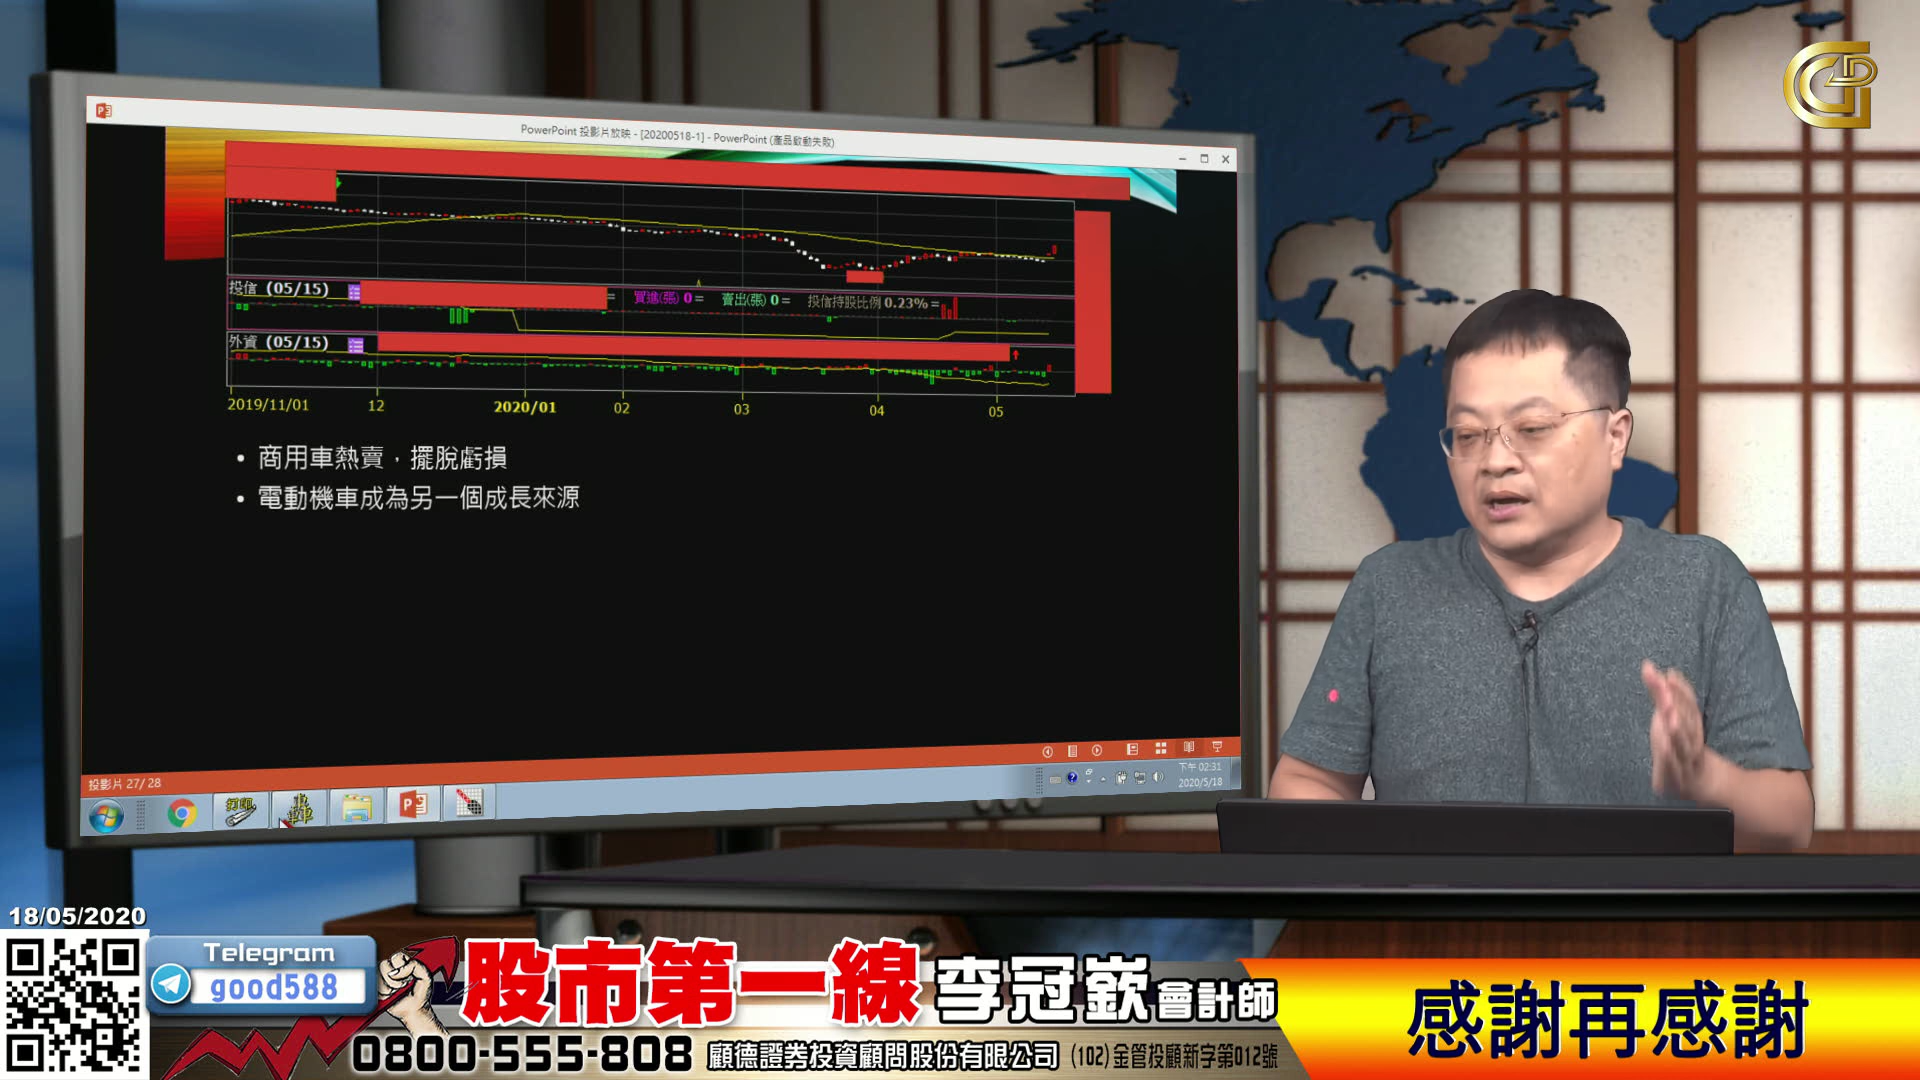 PowerPoint 投影片放映 - [20200518-1] - PowerPoint (產品啟動失敗)
投信 (05/15)
= 買進(張) 0 = 賣出(張) 0 = 投信持股比例 0.23% =
外資 (05/15)
2019/11/01 12 2020/01 02 03 04 05
• 商用車熱賣，擺脫虧損
• 電動機車成為另一個成長來源
投影片 27/ 28
下午 02:31
2020/5/18
18/05/2020
Telegram
good588
股市第一線 李冠嶔會計師
0800-555-808 顧德證券投資顧問股份有限公司 (102)金管投顧新字第012號
感謝再感謝